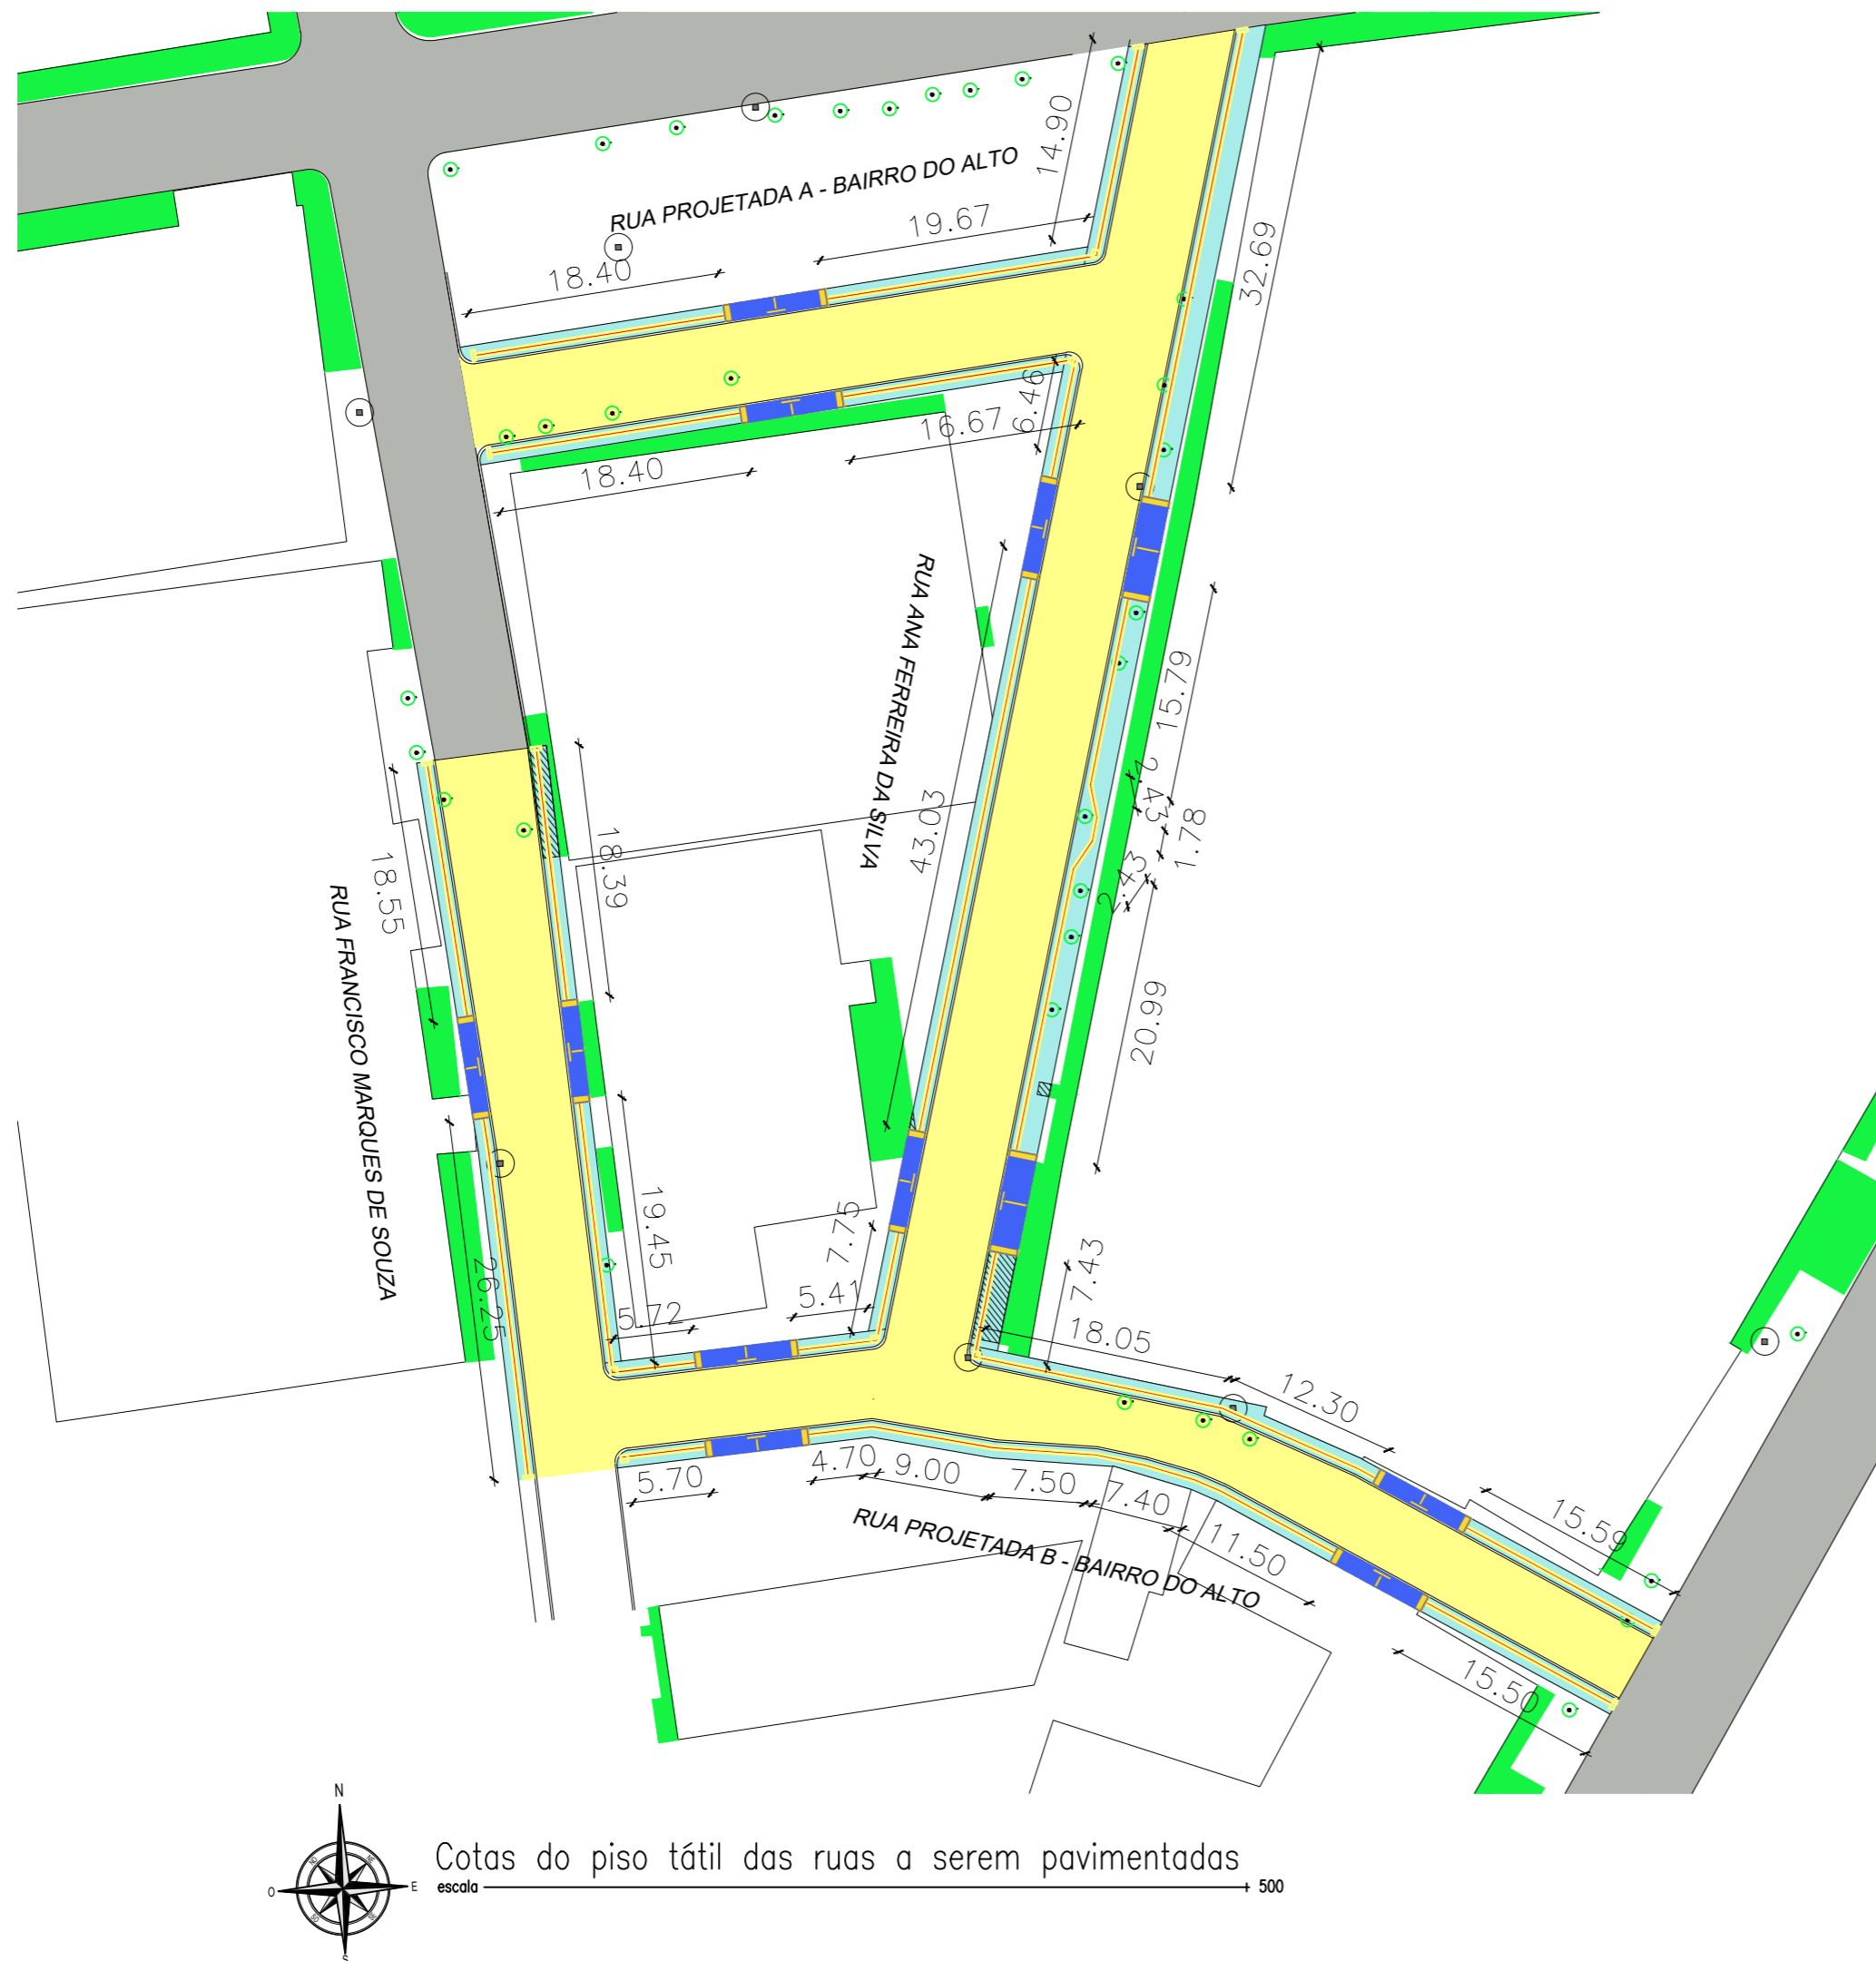 14.90
RUA PROJETADA A - BAIRRO DO ALTO
19.67
18.40
32.69
6.46
16.67
18.40
RUA ANA FERREIRA DA SILVA
15.79
2.43
43.03
1.78
18.39
18.55
2.43
RUA FRANCISCO MARQUES DE SOUZA
20.99
19.45
7.75
26.25
7.43
5.41
5.72
18.05
12.30
4.70
9.00
5.70
7.50
7.40
15.59
11.50
RUA PROJETADA B - BAIRRO DO ALTO
15.50
N
NO
NE
O
E
SO
SE
S
Cotas do piso tátil das ruas a serem pavimentadas
escala 500